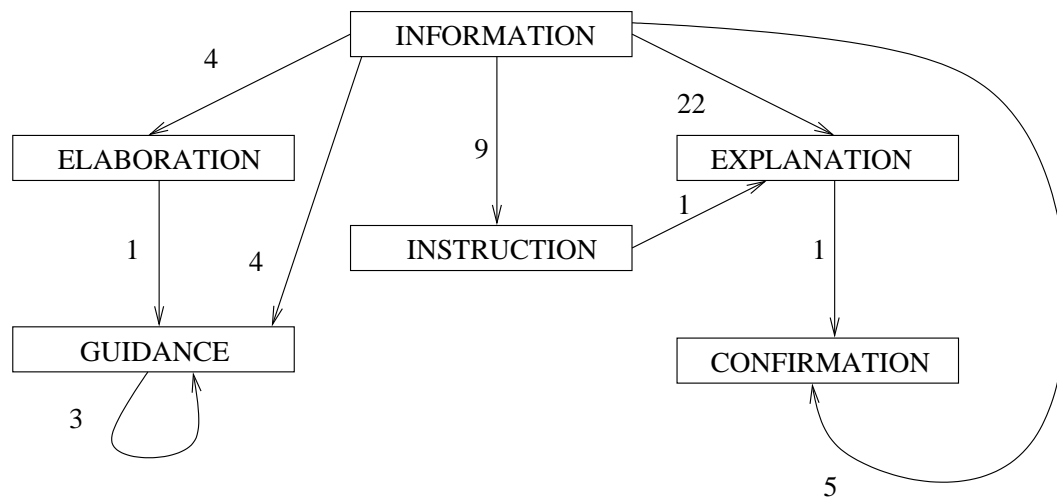 INFORMATION
4
22
9
ELABORATION
EXPLANATION
1
INSTRUCTION
1
4
1
GUIDANCE
CONFIRMATION
3
5